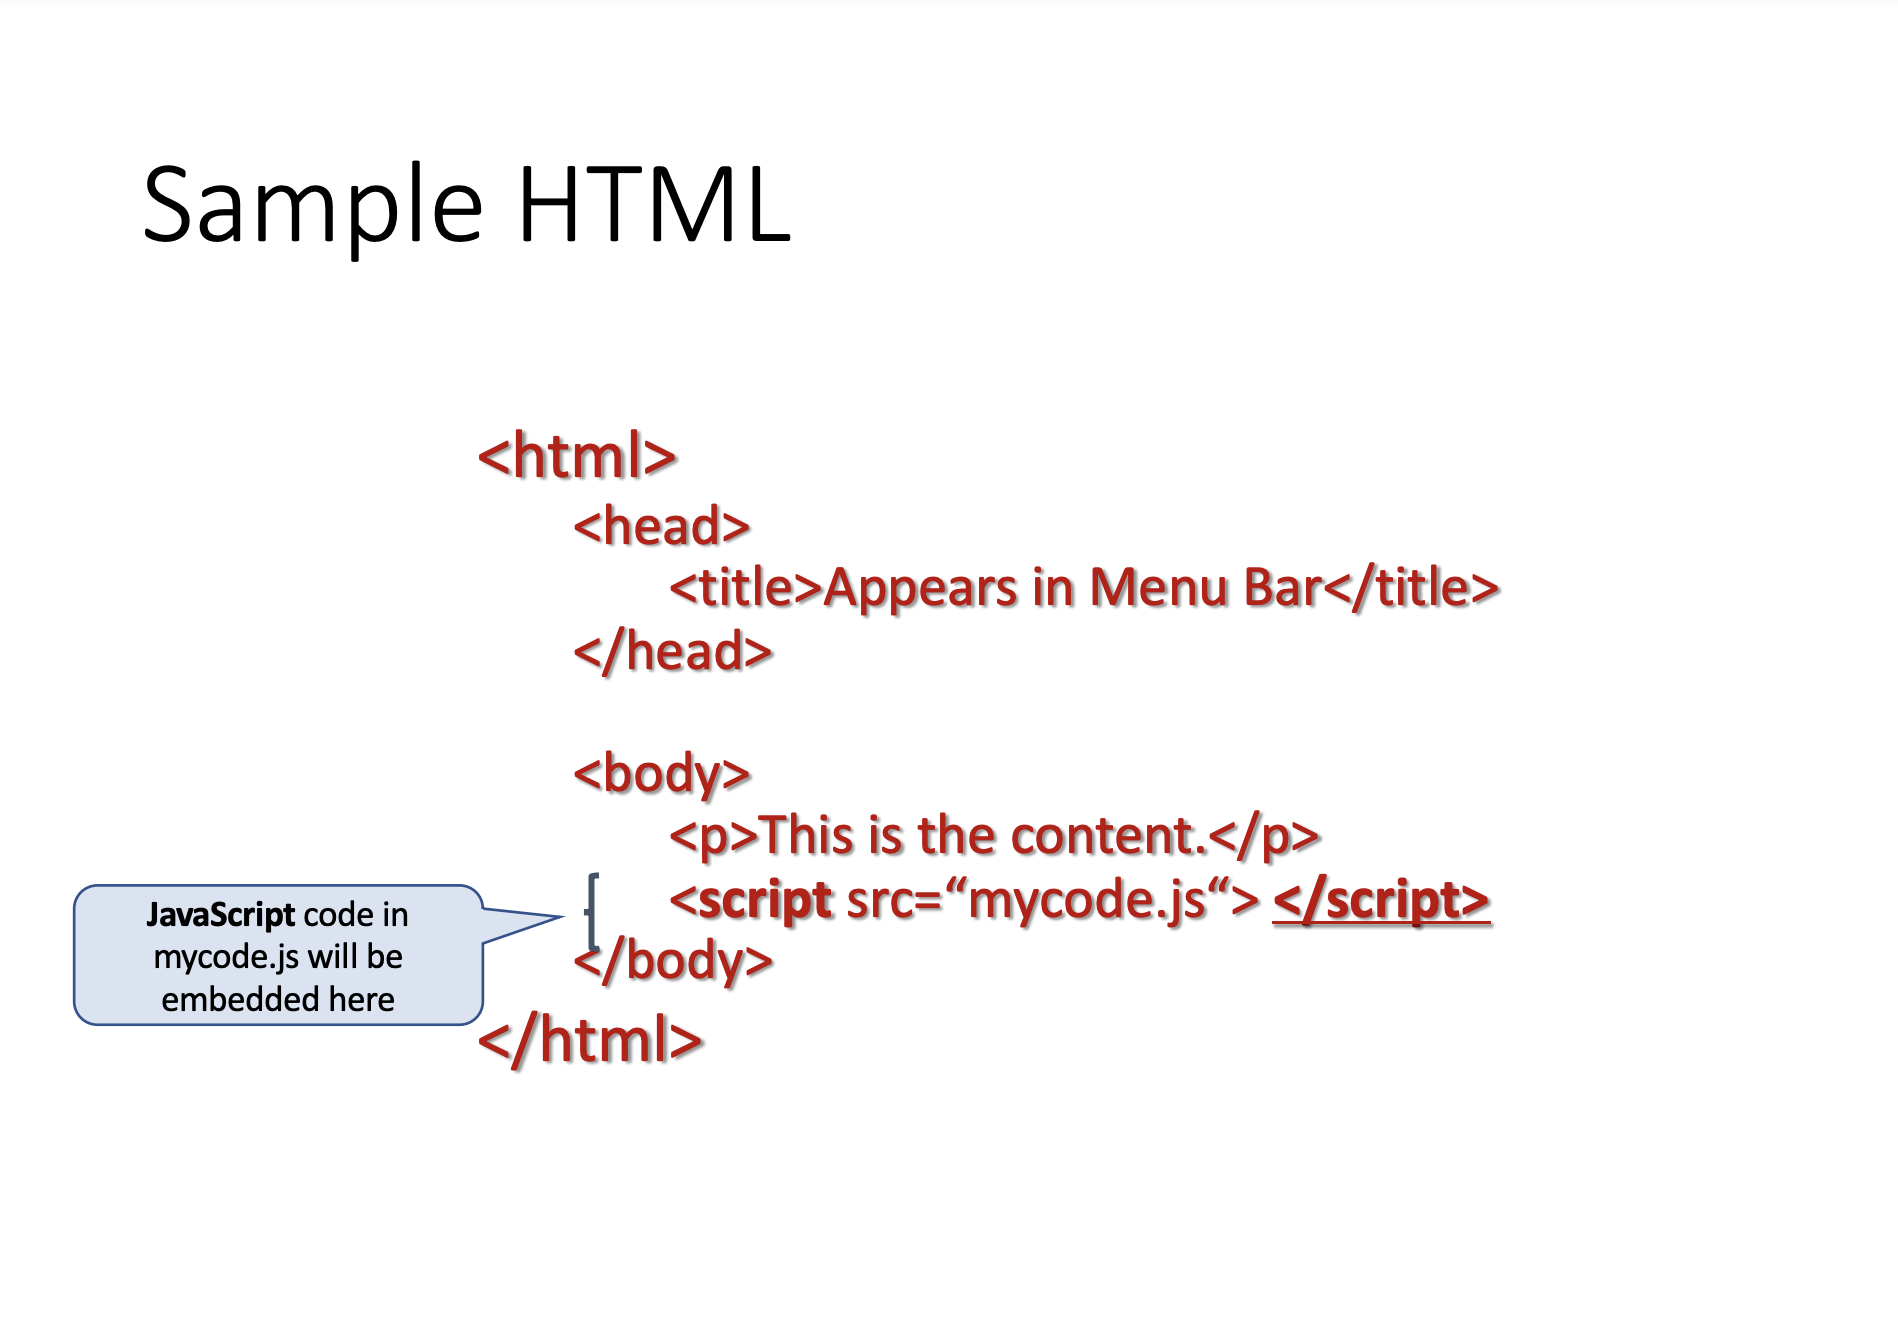 Sample HTML
<html>
<head>
<title>Appears in Menu Bar</title>
</head>
<body>
<p>This is the content.</p>
<script src=“mycode.js“> </script>
</body>
</html>
JavaScript code in
mycode.js will be
embedded here